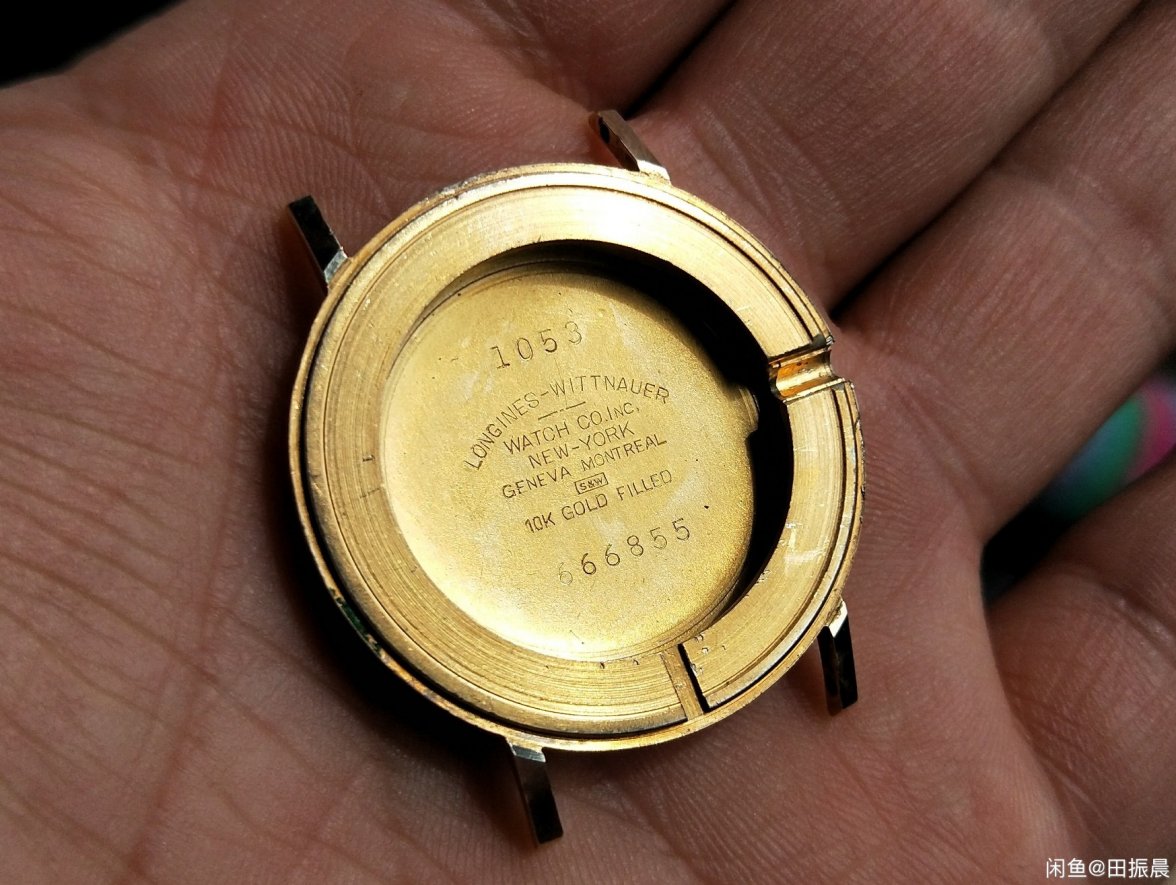 1053
LONGINES-WITTNAUER
WATCH CO.INC.
NEW-YORK
GENEVA MONTREAL
S&W
10K GOLD FILLED
666855
闲鱼@田振晨